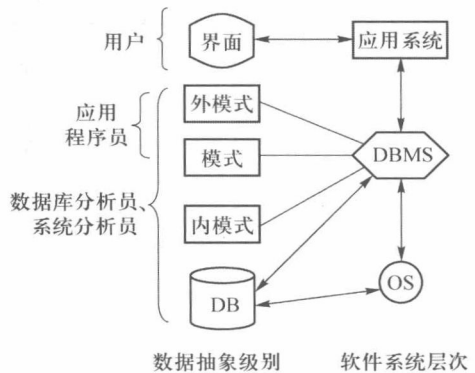 用户
界面
应用系统
应用
程序员
外模式
模式
DBMS
数据库分析员、
系统分析员
内模式
DB
OS
数据抽象级别
软件系统层次